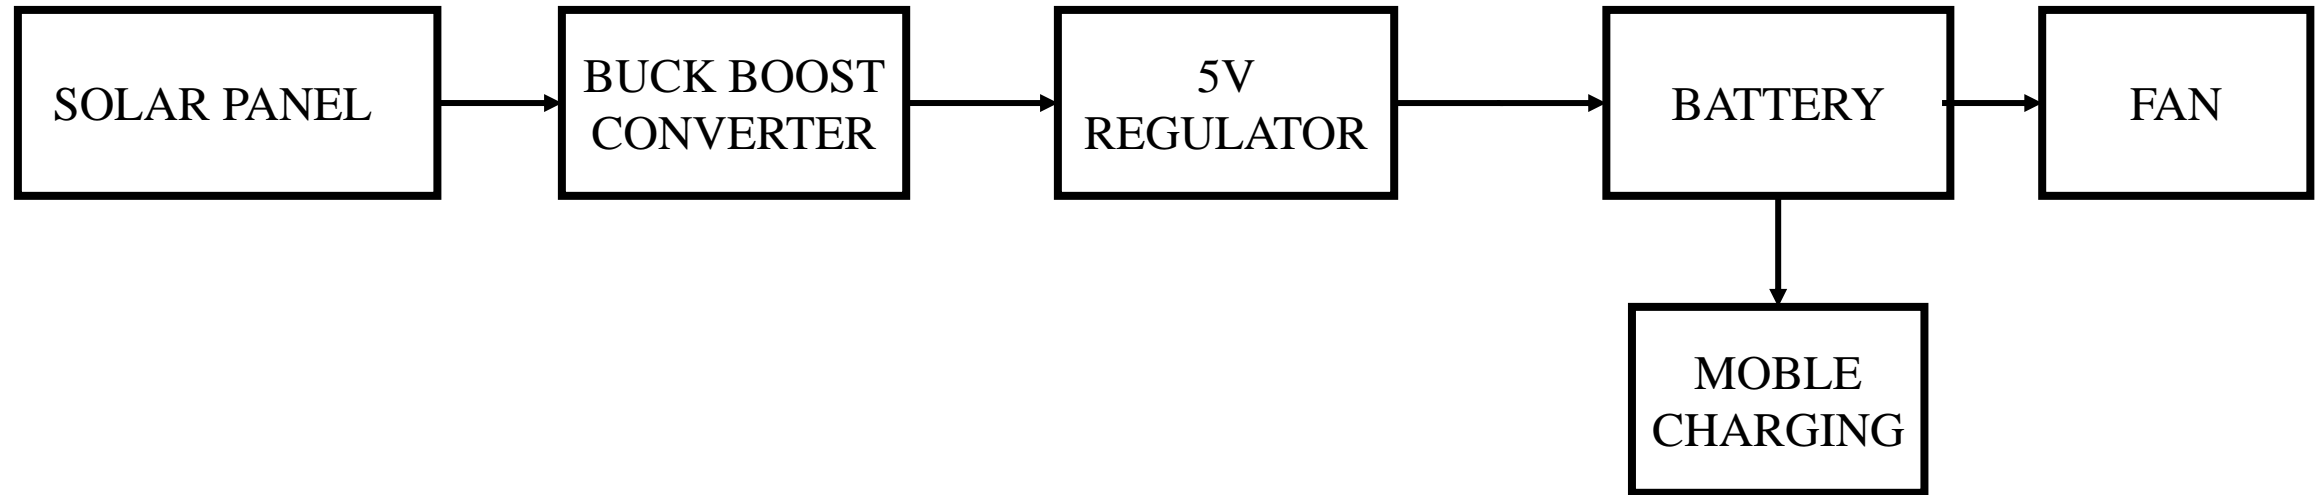 SOLAR PANEL
BUCK BOOST
CONVERTER
5V
REGULATOR
BATTERY
FAN
MOBLE
CHARGING